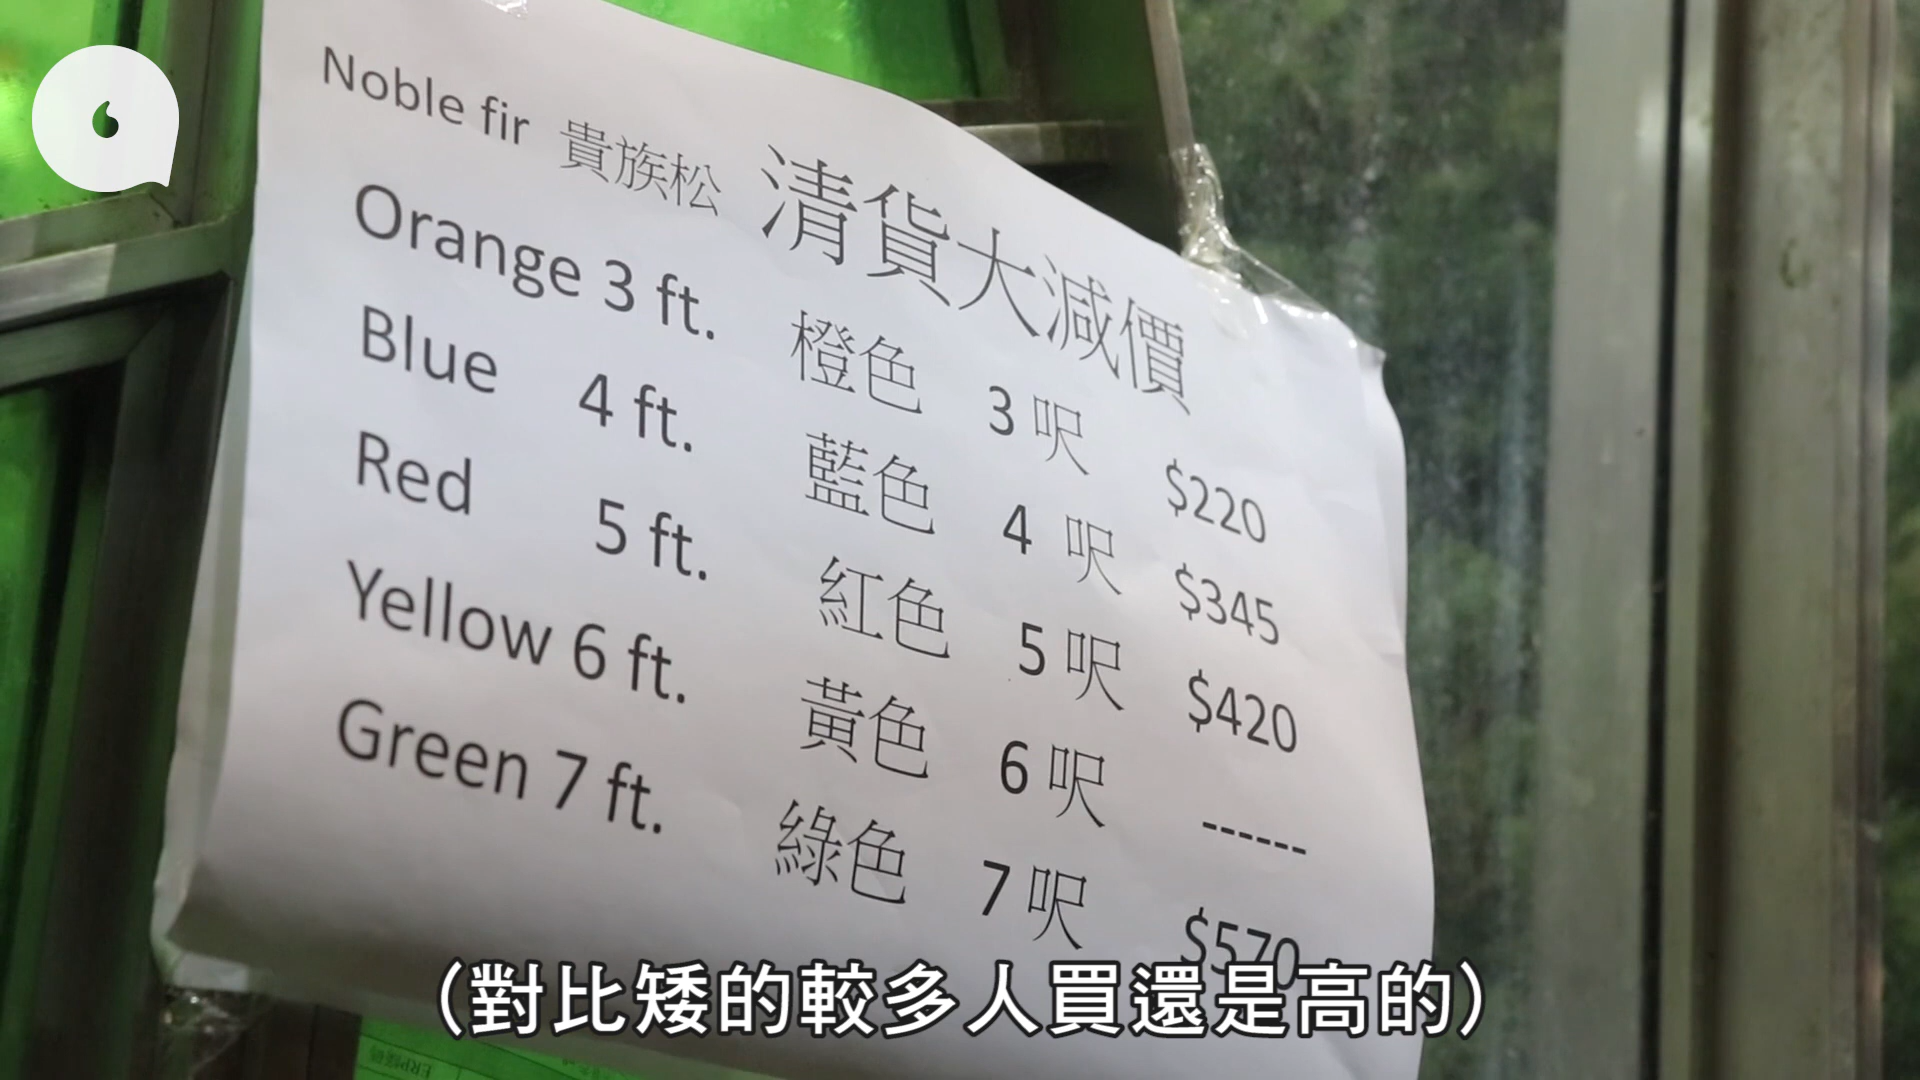 Noble fir 貴族松 清貨大減價
Orange 3 ft. 橙色 3 呎 $220
Blue 4 ft. 藍色 4 呎 $345
Red 5 ft. 紅色 5 呎 $420
Yellow 6 ft. 黃色 6 呎 ------
Green 7 ft. 綠色 7 呎 $570
（對比矮的較多人買還是高的）